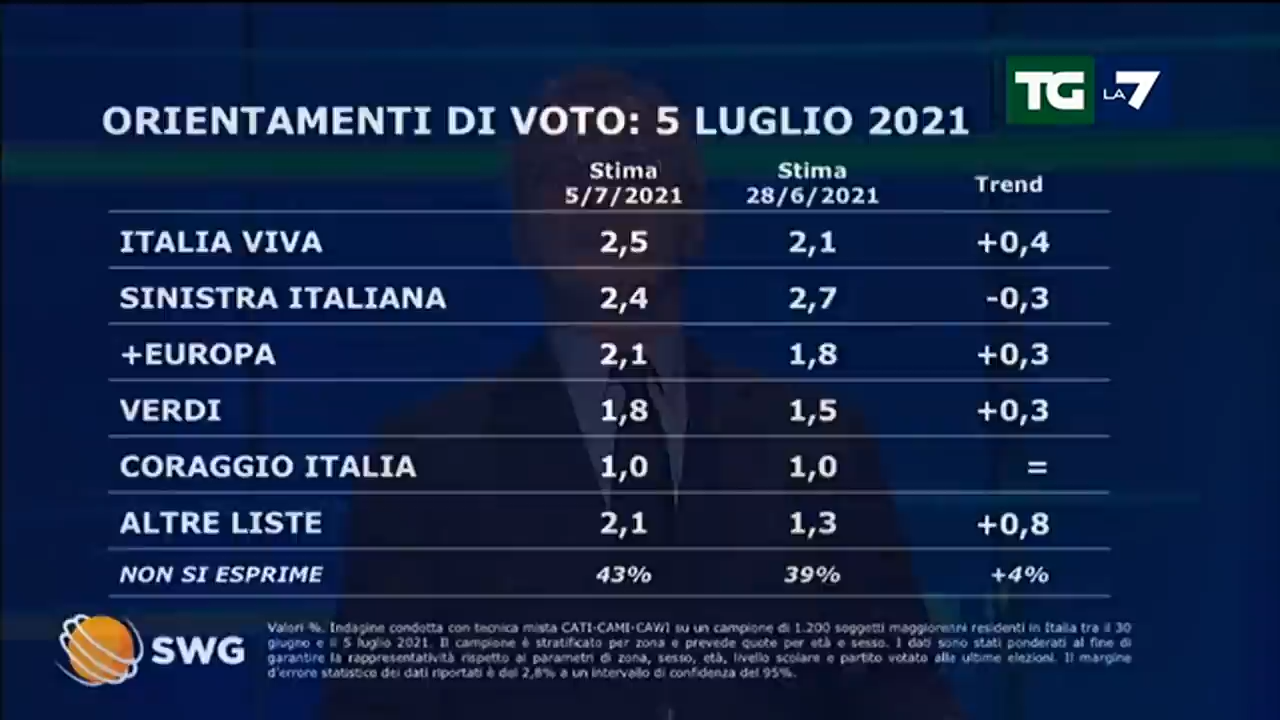 TG LA7
ORIENTAMENTI DI VOTO: 5 LUGLIO 2021
Stima 5/7/2021 Stima 28/6/2021 Trend
ITALIA VIVA 2,5 2,1 +0,4
SINISTRA ITALIANA 2,4 2,7 -0,3
+EUROPA 2,1 1,8 +0,3
VERDI 1,8 1,5 +0,3
CORAGGIO ITALIA 1,0 1,0 =
ALTRE LISTE 2,1 1,3 +0,8
NON SI ESPRIME 43% 39% +4%
SWG
Valori %. Indagine condotta con tecnica mista CATI-CAMI-CAWI su un campione di 1.200 soggetti maggiorenni residenti in Italia tra il 30
giugno e il 5 luglio 2021. Il campione è stratificato per zona e prevede quote per età e sesso. I dati sono stati ponderati al fine di
garantire la rappresentatività rispetto ai parametri di zona, sesso, età, livello scolare e partito votato alle ultime elezioni. Il margine
d'errore statistico dei dati riportati è del 2,8% a un intervallo di confidenza del 95%.